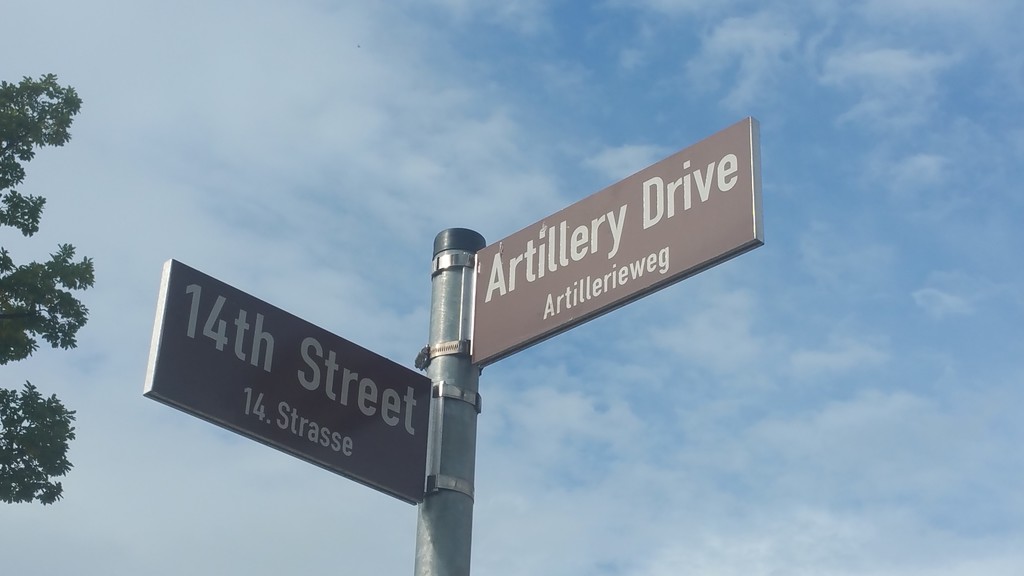 14th Street
14. Strasse
Artillery Drive
Artillerieweg